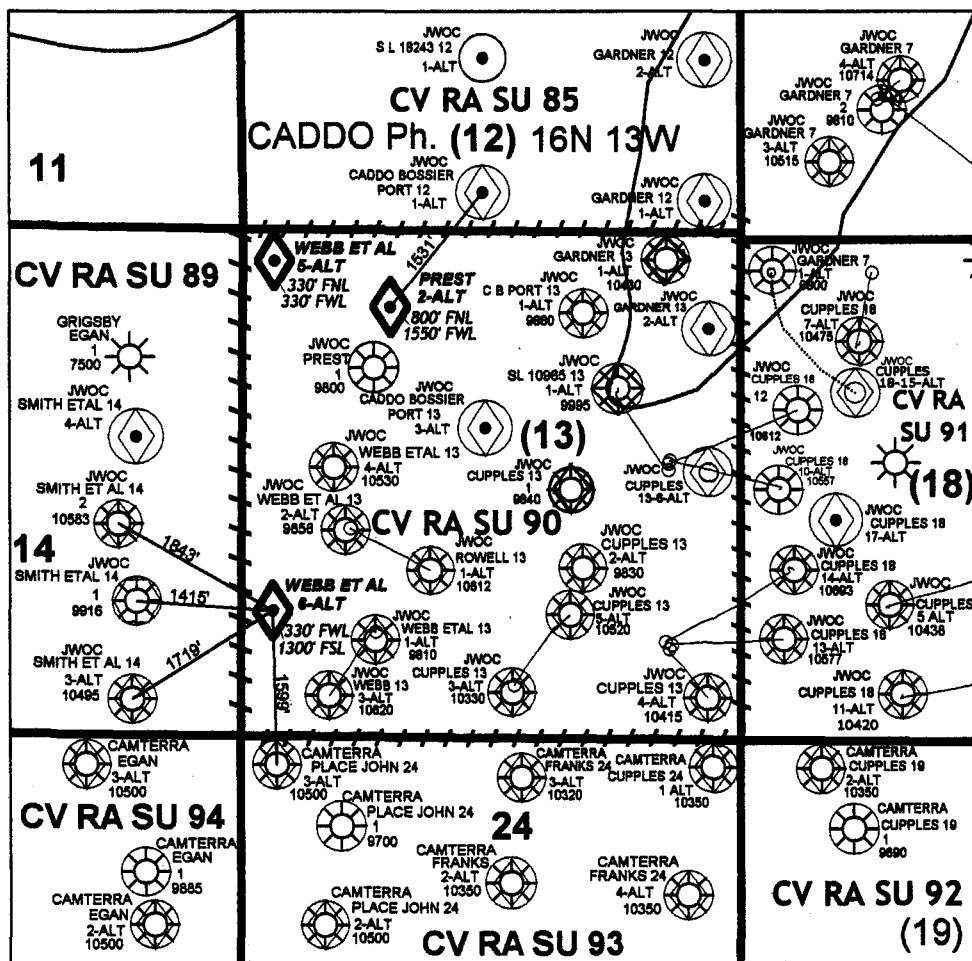 JWOC
S L 18243 12
1-ALT
JWOC
GARDNER 12
2-ALT
JWOC
GARDNER 7
4-ALT
10714
JWOC
GARDNER 7
2
9810
JWOC
GARDNER 7
3-ALT
10515
CV RA SU 85
CADDO Ph. (12) 16N 13W
11
JWOC
CADDO BOSSIER
PORT 12
1-ALT
JWOC
GARDNER 12
1-ALT
CV RA SU 89
WEBB ET AL
5-ALT
330' FNL
330' FWL
1531'
PREST
2-ALT
800' FNL
1550' FWL
JWOC
GARDNER 13
1-ALT
10430
JWOC
C B PORT 13
1-ALT
9860
JWOC
GARDNER 13
2-ALT
JWOC
GARDNER 7
1-ALT
9800
JWOC
CUPPLES 18
7-ALT
10475
GRIGSBY
EGAN
1
7500
JWOC
PREST
1
9800
JWOC
SL 10965 13
1-ALT
9995
JWOC
CUPPLES 18
12
10612
JWOC
CUPPLES
18-15-ALT
CV RA
SU 91
(18)
JWOC
SMITH ETAL 14
4-ALT
JWOC
CADDO BOSSIER
PORT 13
3-ALT
(13)
JWOC
WEBB ETAL 13
4-ALT
10530
JWOC
CUPPLES 13
1
9840
JWOC
CUPPLES
13-6-ALT
JWOC
CUPPLES 18
10-ALT
10557
JWOC
SMITH ET AL 14
2
10583
JWOC
WEBB ET AL 13
2-ALT
9856
CV RA SU 90
JWOC
CUPPLES 18
17-ALT
14
1843'
JWOC
ROWELL 13
1-ALT
10612
JWOC
CUPPLES 13
2-ALT
9830
JWOC
CUPPLES 18
14-ALT
10693
JWOC
SMITH ETAL 14
1
9916
1415'
WEBB ET AL
6-ALT
330' FWL
1300' FSL
JWOC
WEBB ETAL 13
1-ALT
9810
JWOC
CUPPLES 13
5-ALT
10520
JWOC
CUPPLES 18
13-ALT
10577
JWOC
CUPPLES
5 ALT
10436
1719'
JWOC
SMITH ET AL 14
3-ALT
10495
1599'
JWOC
WEBB 13
3-ALT
10620
JWOC
CUPPLES 13
3-ALT
10330
JWOC
CUPPLES 13
4-ALT
10415
JWOC
CUPPLES 18
11-ALT
10420
CAMTERRA
EGAN
3-ALT
10500
CAMTERRA
PLACE JOHN 24
3-ALT
10500
CAMTERRA
FRANKS 24
3-ALT
10320
CAMTERRA
CUPPLES 24
1 ALT
10350
CAMTERRA
CUPPLES 19
2-ALT
10350
CV RA SU 94
CAMTERRA
PLACE JOHN 24
1
9700
24
CAMTERRA
CUPPLES 19
1
9690
CAMTERRA
EGAN
1
9885
CAMTERRA
FRANKS
2-ALT
10350
CAMTERRA
FRANKS 24
4-ALT
10350
CV RA SU 92
(19)
CAMTERRA
EGAN
2-ALT
10500
CAMTERRA
PLACE JOHN 24
2-ALT
10500
CV RA SU 93